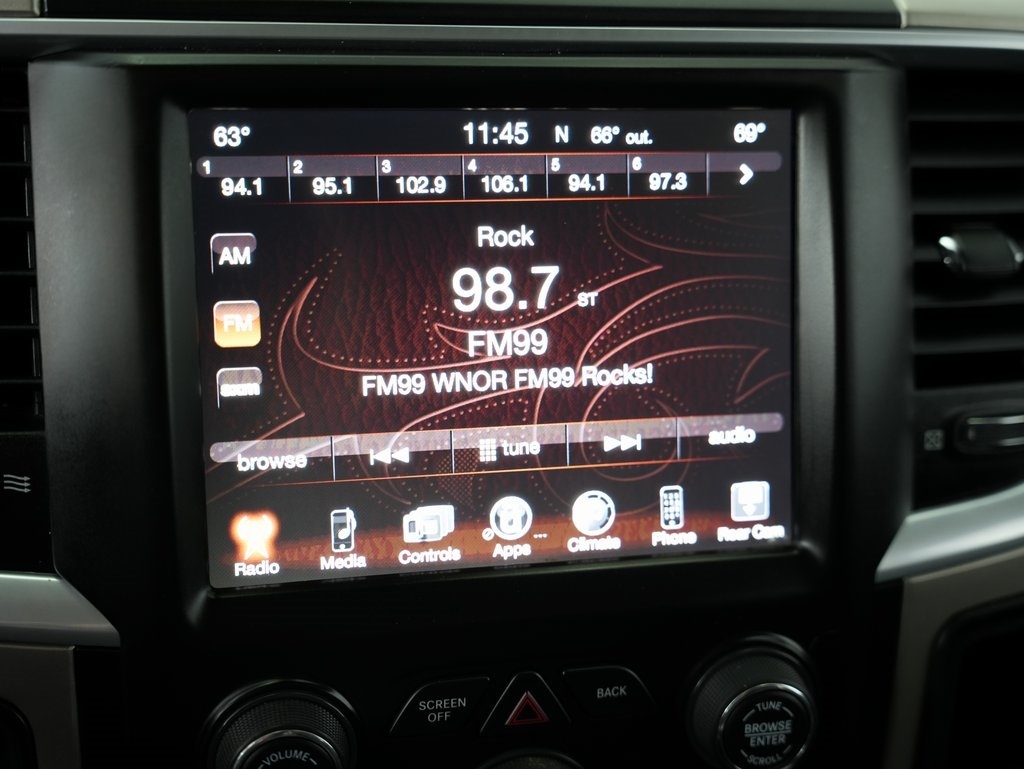 63° 11:45 N 66° out. 69°
1 2 3 4 5 6
94.1 95.1 102.9 106.1 94.1 97.3
Rock
AM
98.7 ST
FM
FM99
FM99 WNOR FM99 Rocks!
sxm
browse tune audio
Radio Media Controls Apps ... Climate Phone Rear Cam
SCREEN
OFF
BACK
VOLUME
TUNE
BROWSE
ENTER
SCROLL